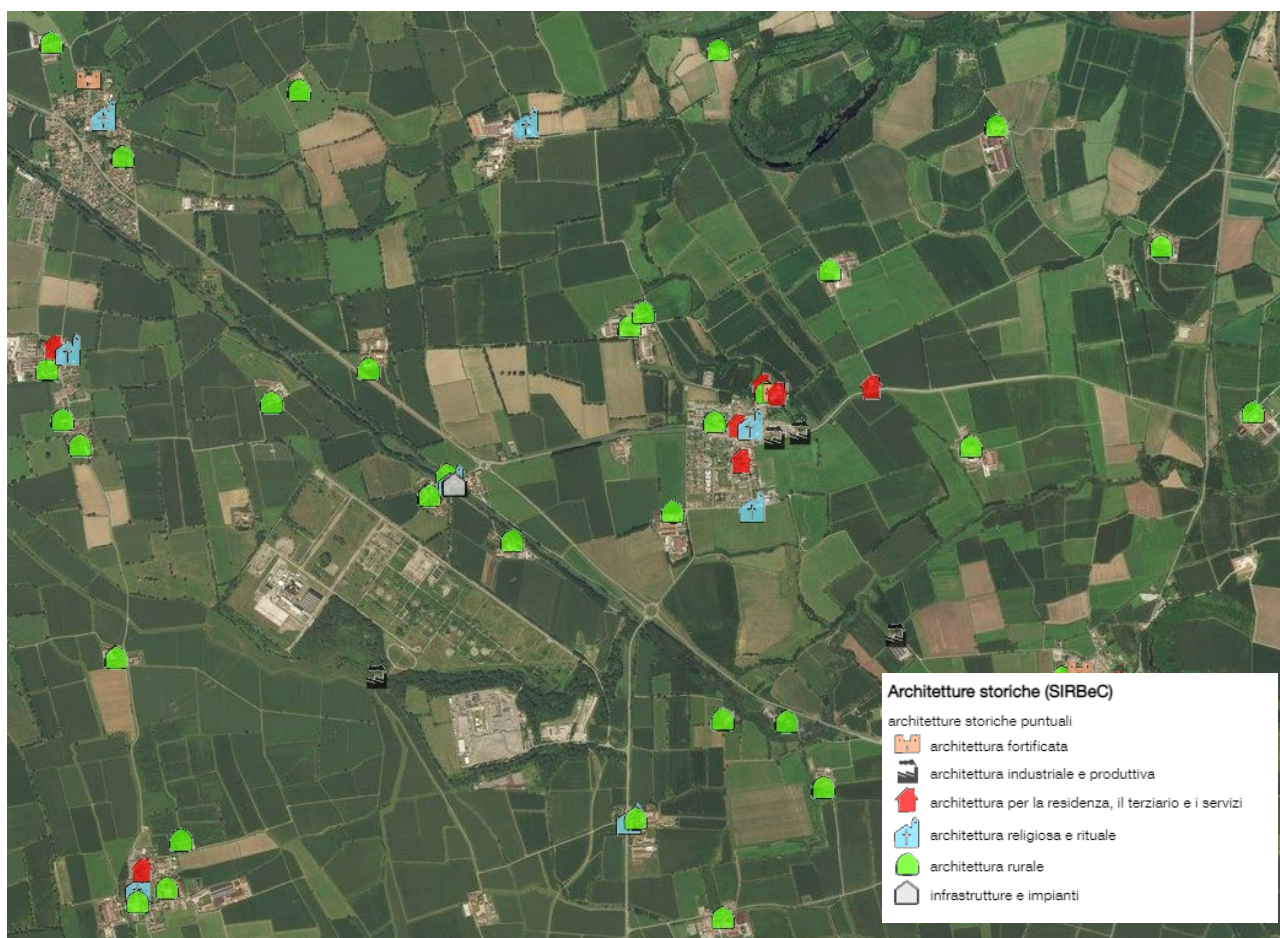 Architetture storiche (SIRBeC)
architetture storiche puntuali
architettura fortificata
architettura industriale e produttiva
architettura per la residenza, il terziario e i servizi
architettura religiosa e rituale
architettura rurale
infrastrutture e impianti